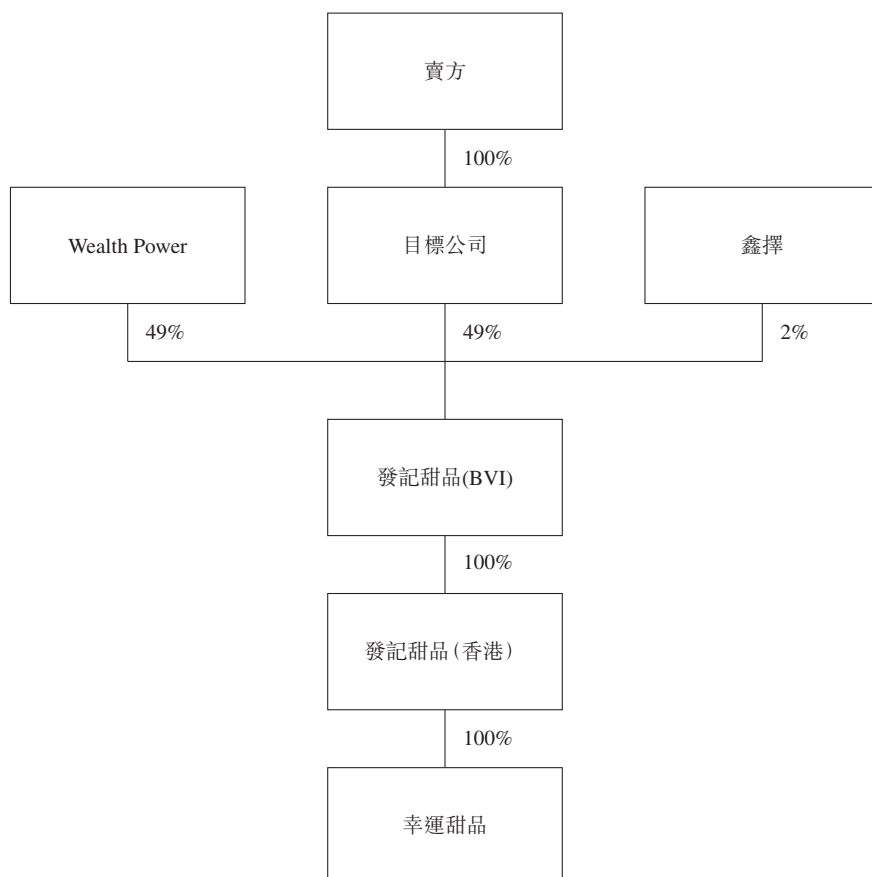 賣方
100%
Wealth Power
目標公司
鑫擇
49%
49%
2%
發記甜品(BVI)
100%
發記甜品(香港)
100%
幸運甜品